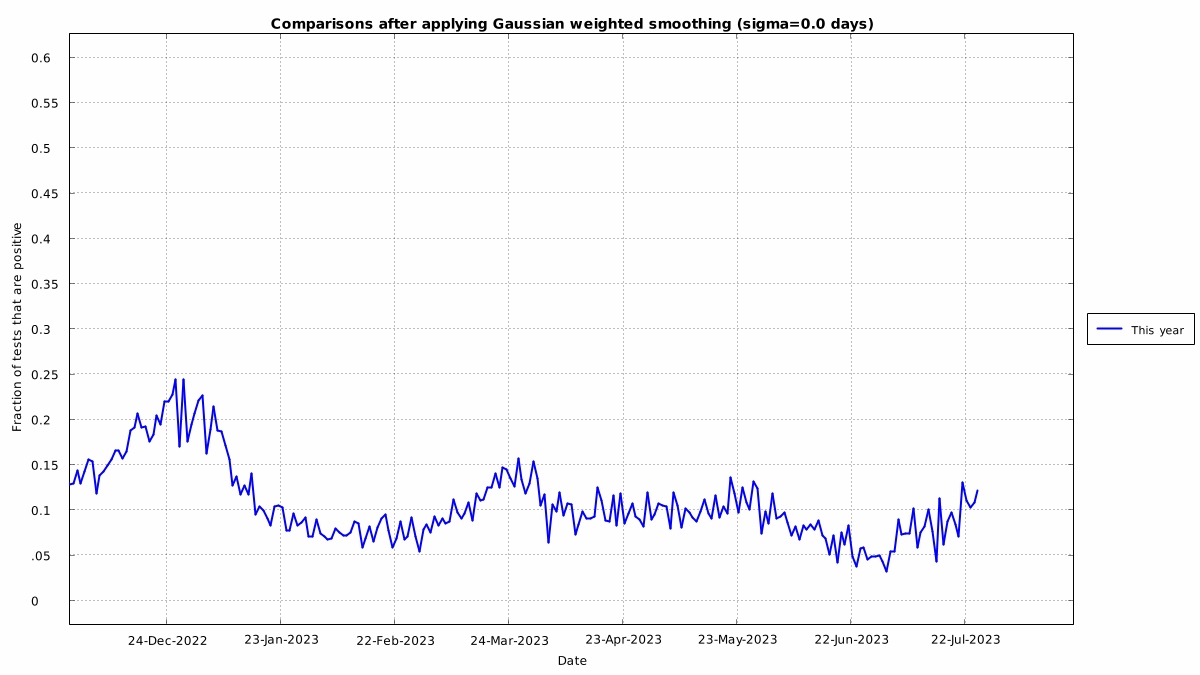 Comparisons after applying Gaussian weighted smoothing (sigma=0.0 days)
0.6
0.55
0.5
0.45
0.4
0.35
0.3
0.25
0.2
0.15
0.1
.05
0
Fraction of tests that are positive
This year
24-Dec-2022 23-Jan-2023 22-Feb-2023 24-Mar-2023 23-Apr-2023 23-May-2023 22-Jun-2023 22-Jul-2023
Date